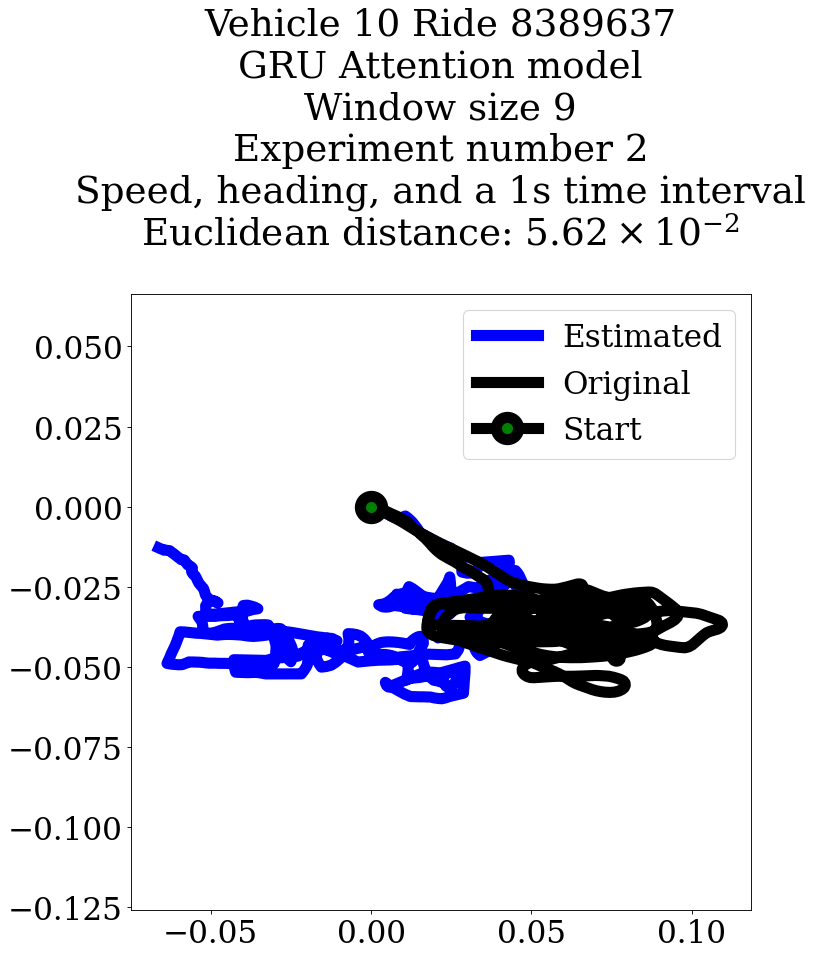 Vehicle 10 Ride 8389637
GRU Attention model
Window size 9
Experiment number 2
Speed, heading, and a 1s time interval
Euclidean distance: 5.62 × 10⁻²
Estimated
Original
Start
0.050
0.025
0.000
−0.025
−0.050
−0.075
−0.100
−0.125
−0.05
0.00
0.05
0.10